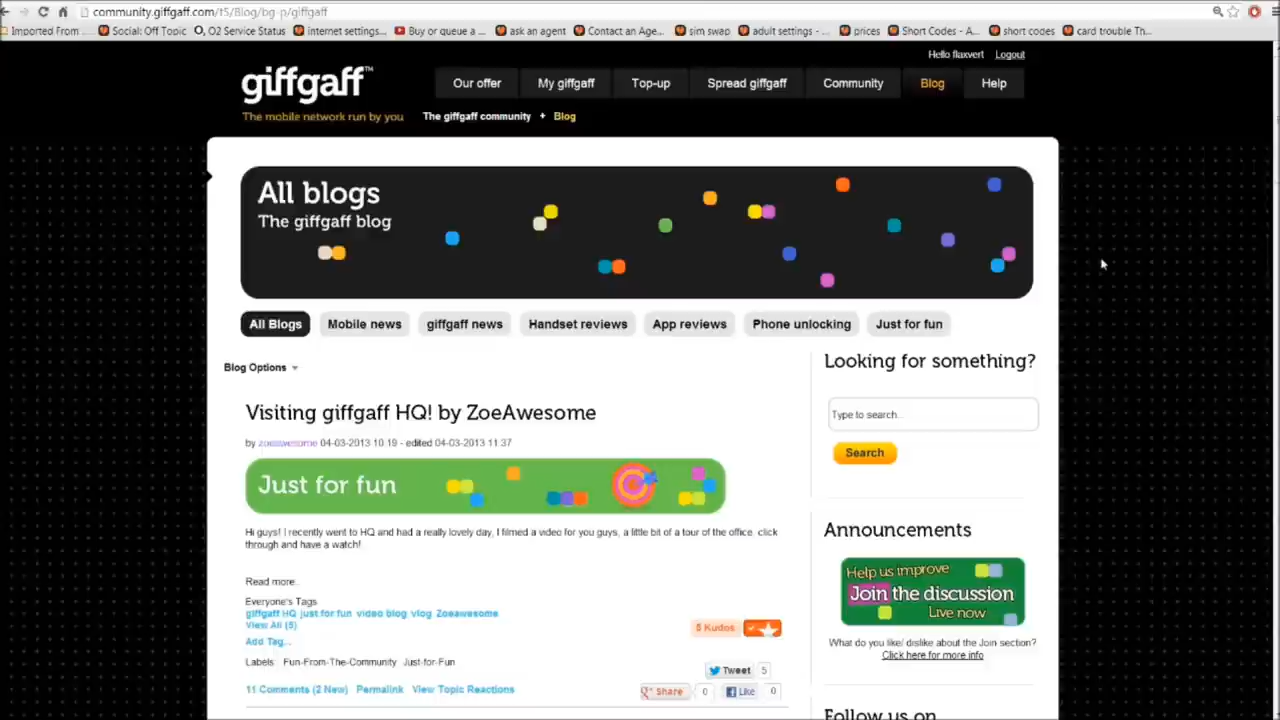 community.giffgaff.com/t5/Blog/bg-p/giffgaff
Imported From ... Social: Off Topic O2 Service Status internet settings... Buy or queue a ... ask an agent Contact an Age... sim swap adult settings - ... prices Short Codes - A... short codes card trouble Th...
Hello flaxvert Logout
giffgaff™
The mobile network run by you
Our offer My giffgaff Top-up Spread giffgaff Community Blog Help
The giffgaff community + Blog
All blogs
The giffgaff blog
All Blogs Mobile news giffgaff news Handset reviews App reviews Phone unlocking Just for fun
Blog Options
Visiting giffgaff HQ! by ZoeAwesome
by zoeawesome 04-03-2013 10:19 - edited 04-03-2013 11:37
Just for fun
Hi guys! I recently went to HQ and had a really lovely day, I filmed a video for you guys, a little bit of a tour of the office. click
through and have a watch!
Read more..
Everyone's Tags
giffgaff HQ just for fun video blog vlog Zoeawesome
View All (5)
Add Tag...
5 Kudos
Labels: Fun-From-The-Community Just-for-Fun
Tweet 5
11 Comments (2 New) Permalink View Topic Reactions
Share 0 Like 0
Looking for something?
Type to search..
Search
Announcements
Help us improve
Join the discussion
Live now
What do you like/ dislike about the Join section?
Click here for more info
Follow us on